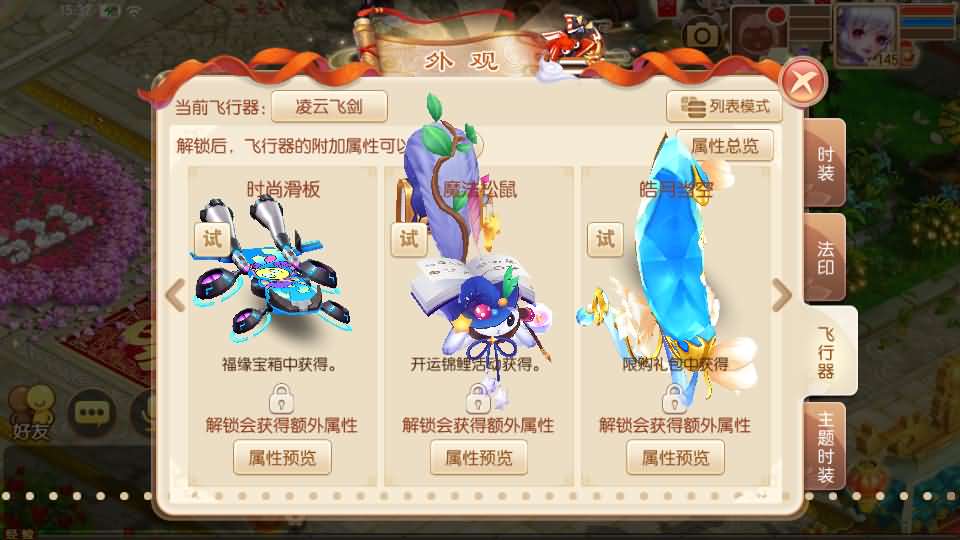 15:37
外观
145
当前飞行器：
凌云飞剑
列表模式
解锁后，飞行器的附加属性可以
属性总览
时尚滑板
魔法松鼠
皓月当空
试
试
试
福缘宝箱中获得。
开运锦鲤活动获得。
限购礼包中获得
解锁会获得额外属性
解锁会获得额外属性
解锁会获得额外属性
属性预览
属性预览
属性预览
时装
法印
飞行器
主题时装
好友
经验